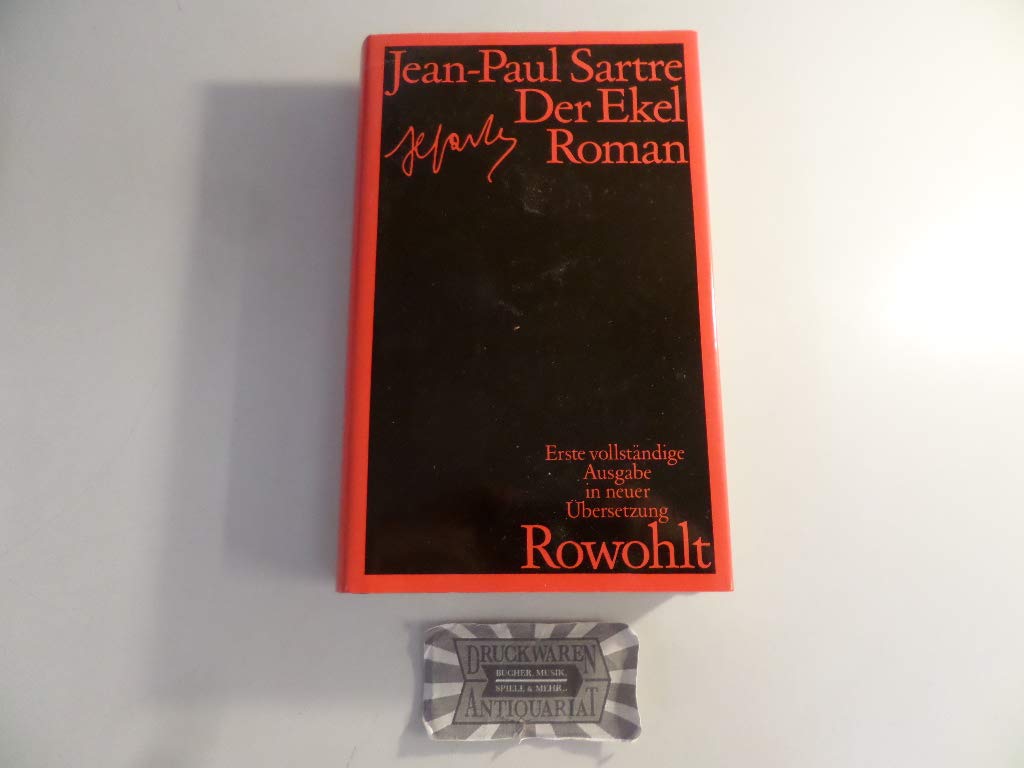 Jean-Paul Sartre
Der Ekel
Roman
Erste vollständige
Ausgabe
in neuer
Übersetzung
Rowohlt
DRUCKWAREN
BÜCHER, MUSIK,
SPIELE & MEHR...
ANTIQUARIAT